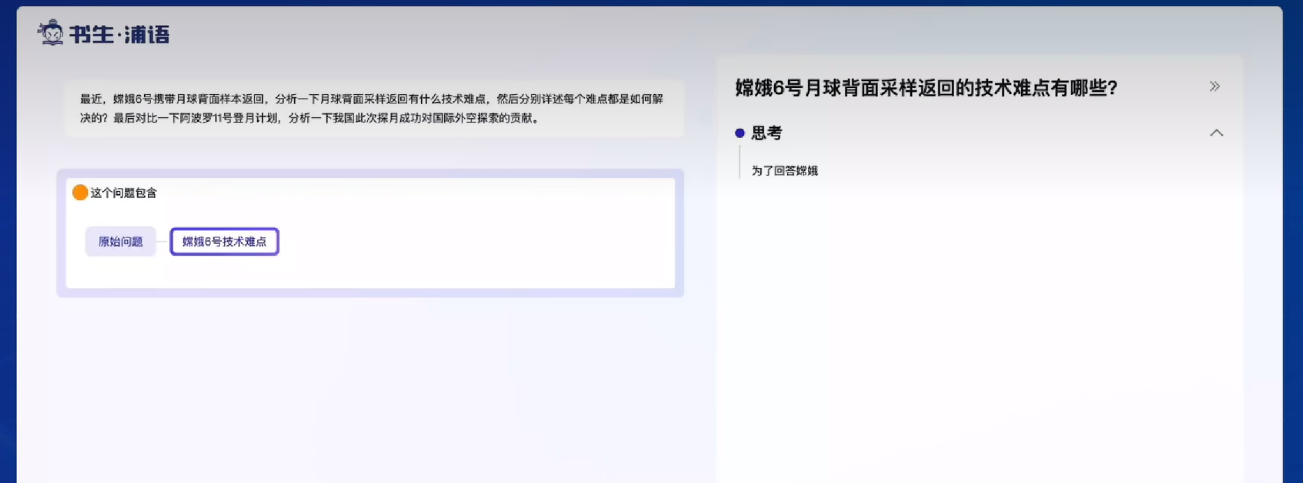 书生·浦语
最近，嫦娥6号携带月球背面样本返回，分析一下月球背面采样返回有什么技术难点，然后分别详述每个难点都是如何解
决的？最后对比一下阿波罗11号登月计划，分析一下我国此次探月成功对国际外空探索的贡献。
这个问题包含
原始问题
嫦娥6号技术难点
嫦娥6号月球背面采样返回的技术难点有哪些?
思考
为了回答嫦娥